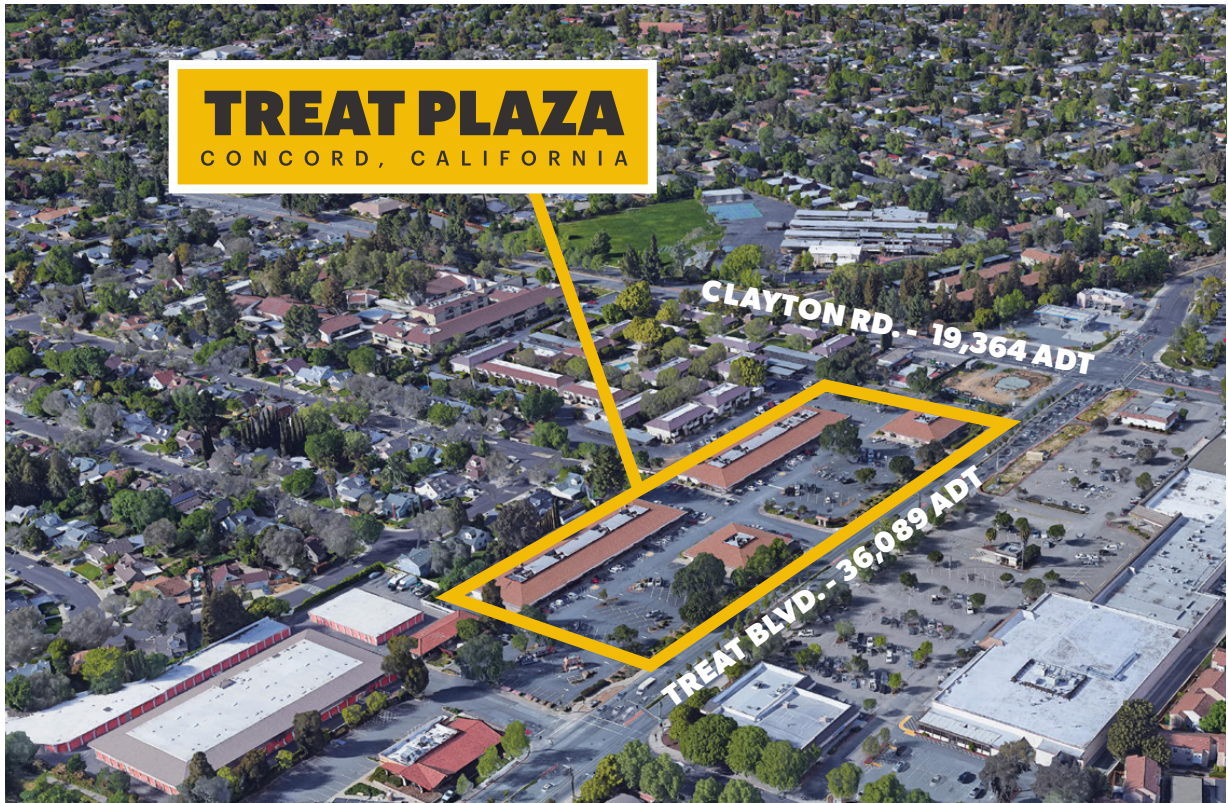 TREAT PLAZA
CONCORD, CALIFORNIA
CLAYTON RD. - 19,364 ADT
TREAT BLVD. - 36,089 ADT